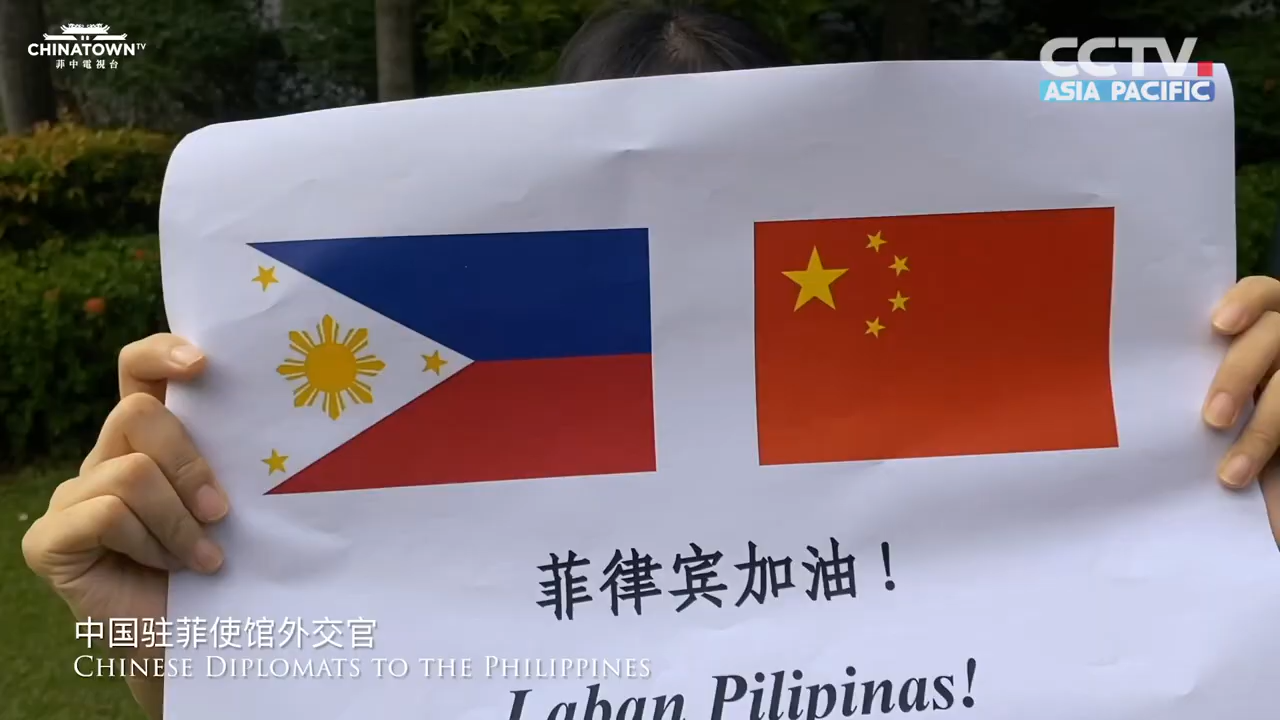 CHINATOWN TV
菲中電視台
CCTV
ASIA PACIFIC
菲律宾加油！
Laban Pilipinas!
中国驻菲使馆外交官
CHINESE DIPLOMATS TO THE PHILIPPINES